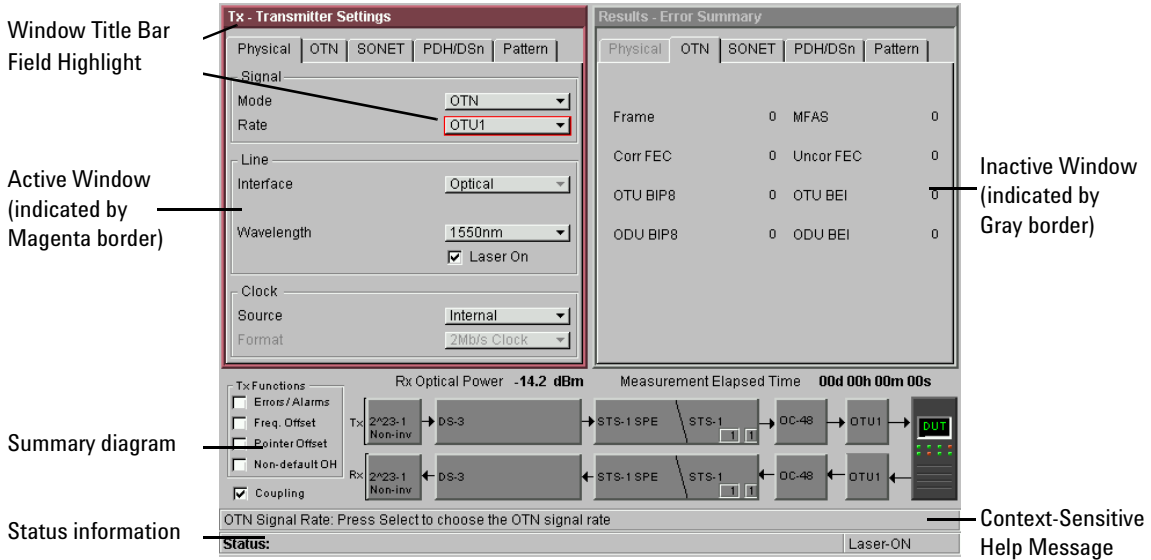 Window Title Bar
Field Highlight
Active Window
(indicated by
Magenta border)
Summary diagram
Status information
Tx - Transmitter Settings
Physical OTN SONET PDH/DSn Pattern
Signal
Mode OTN
Rate OTU1
Line
Interface Optical
Wavelength 1550nm
Laser On
Clock
Source Internal
Format 2Mb/s Clock
Results - Error Summary
Physical OTN SONET PDH/DSn Pattern
Frame 0 MFAS 0
Corr FEC 0 Uncor FEC 0
OTU BIP8 0 OTU BEI 0
ODU BIP8 0 ODU BEI 0
Inactive Window
(indicated by
Gray border)
Rx Optical Power -14.2 dBm Measurement Elapsed Time 00d 00h 00m 00s
Tx Functions
Errors / Alarms
Freq. Offset
Pointer Offset
Non-default OH
Coupling
Tx 2^23-1 Non-inv DS-3 STS-1 SPE STS-1 1 1 OC-48 OTU1 DUT
Rx 2^23-1 Non-inv DS-3 STS-1 SPE STS-1 1 1 OC-48 OTU1
OTN Signal Rate: Press Select to choose the OTN signal rate
Status: Laser-ON
Context-Sensitive
Help Message